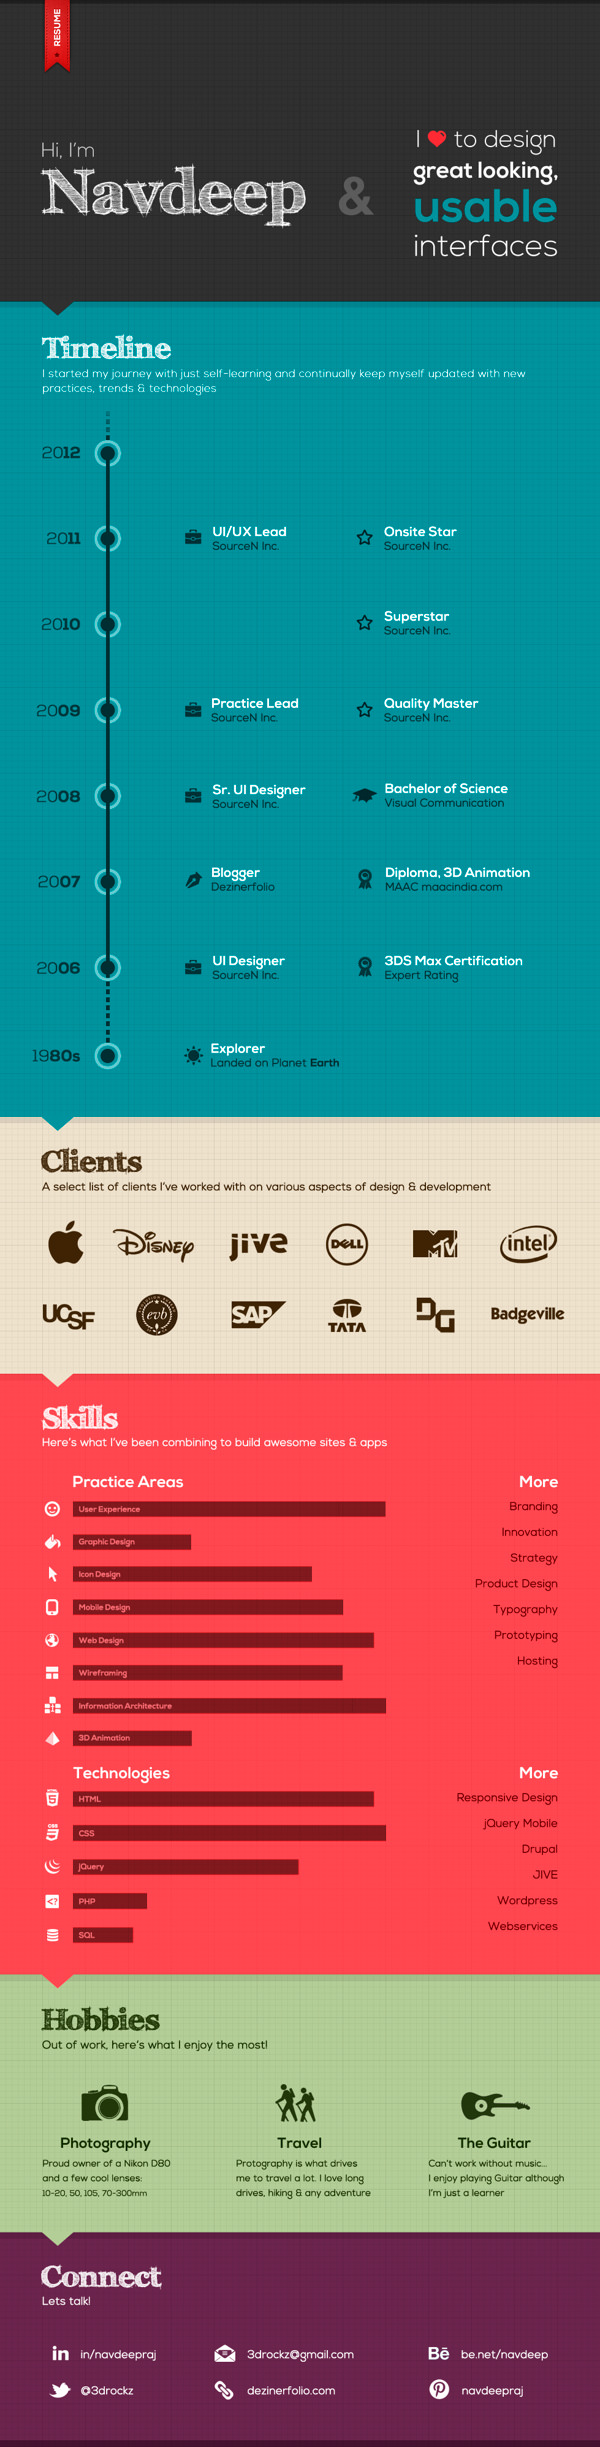 RESUME
Hi, I'm
Navdeep
&
I to design
great looking,
usable
interfaces
Timeline
I started my journey with just self-learning and continually keep myself updated with new
practices, trends & technologies
2012
2011
UI/UX Lead
SourceN Inc.
Onsite Star
SourceN Inc.
2010
Superstar
SourceN Inc.
2009
Practice Lead
SourceN Inc.
Quality Master
SourceN Inc.
2008
Sr. UI Designer
SourceN Inc.
Bachelor of Science
Visual Communication
2007
Blogger
Dezinerfolio
Diploma, 3D Animation
MAAC maacindia.com
2006
UI Designer
SourceN Inc.
3DS Max Certification
Expert Rating
1980s
Explorer
Landed on Planet Earth
Clients
A select list of clients I've worked with on various aspects of design & development
Disney
jive
DELL
MTV
intel
UCSF
evb
SAP
TATA
DG
Badgeville
Skills
Here's what I've been combining to build awesome sites & apps
Practice Areas
User Experience
Graphic Design
Icon Design
Mobile Design
Web Design
Wireframing
Information Architecture
3D Animation
More
Branding
Innovation
Strategy
Product Design
Typography
Prototyping
Hosting
Technologies
HTML
CSS
jQuery
PHP
SQL
More
Responsive Design
jQuery Mobile
Drupal
JIVE
Wordpress
Webservices
Hobbies
Out of work, here's what I enjoy the most!
Photography
Proud owner of a Nikon D80
and a few cool lenses:
10-20, 50, 105, 70-300mm
Travel
Protography is what drives
me to travel a lot. I love long
drives, hiking & any adventure
The Guitar
Can't work without music...
I enjoy playing Guitar although
I'm just a learner
Connect
Lets talk!
in
in/navdeepraj
3drockz@gmail.com
Bē
be.net/navdeep
@3drockz
dezinerfolio.com
navdeepraj